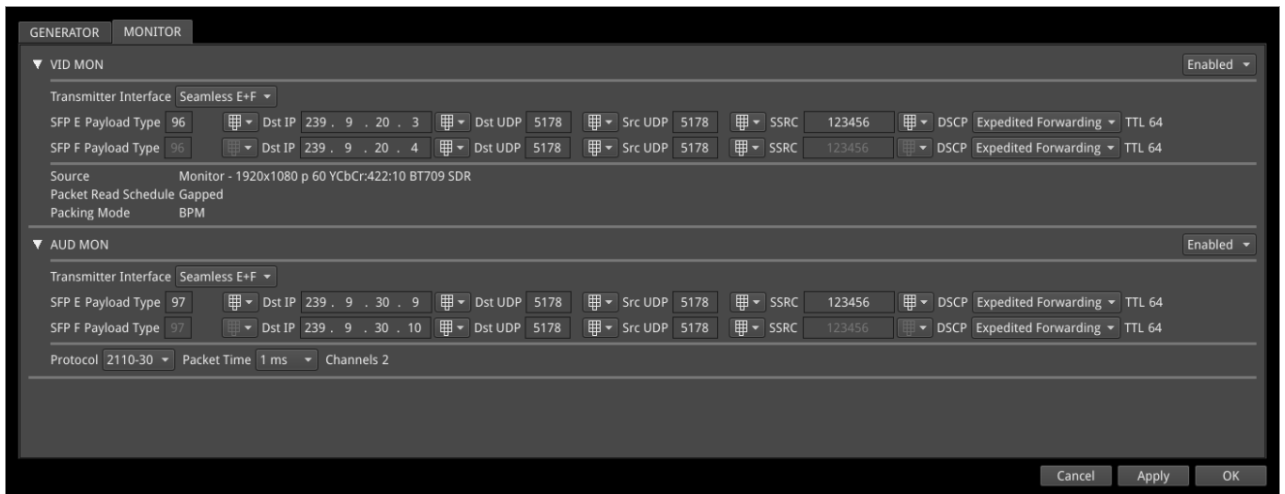 GENERATOR MONITOR
VID MON Enabled
Transmitter Interface Seamless E+F
SFP E Payload Type 96 Dst IP 239 . 9 . 20 . 3 Dst UDP 5178 Src UDP 5178 SSRC 123456 DSCP Expedited Forwarding TTL 64
SFP F Payload Type 96 Dst IP 239 . 9 . 20 . 4 Dst UDP 5178 Src UDP 5178 SSRC 123456 DSCP Expedited Forwarding TTL 64
Source Monitor - 1920x1080 p 60 YCbCr:422:10 BT709 SDR
Packet Read Schedule Gapped
Packing Mode BPM
AUD MON Enabled
Transmitter Interface Seamless E+F
SFP E Payload Type 97 Dst IP 239 . 9 . 30 . 9 Dst UDP 5178 Src UDP 5178 SSRC 123456 DSCP Expedited Forwarding TTL 64
SFP F Payload Type 97 Dst IP 239 . 9 . 30 . 10 Dst UDP 5178 Src UDP 5178 SSRC 123456 DSCP Expedited Forwarding TTL 64
Protocol 2110-30 Packet Time 1 ms Channels 2
Cancel Apply OK